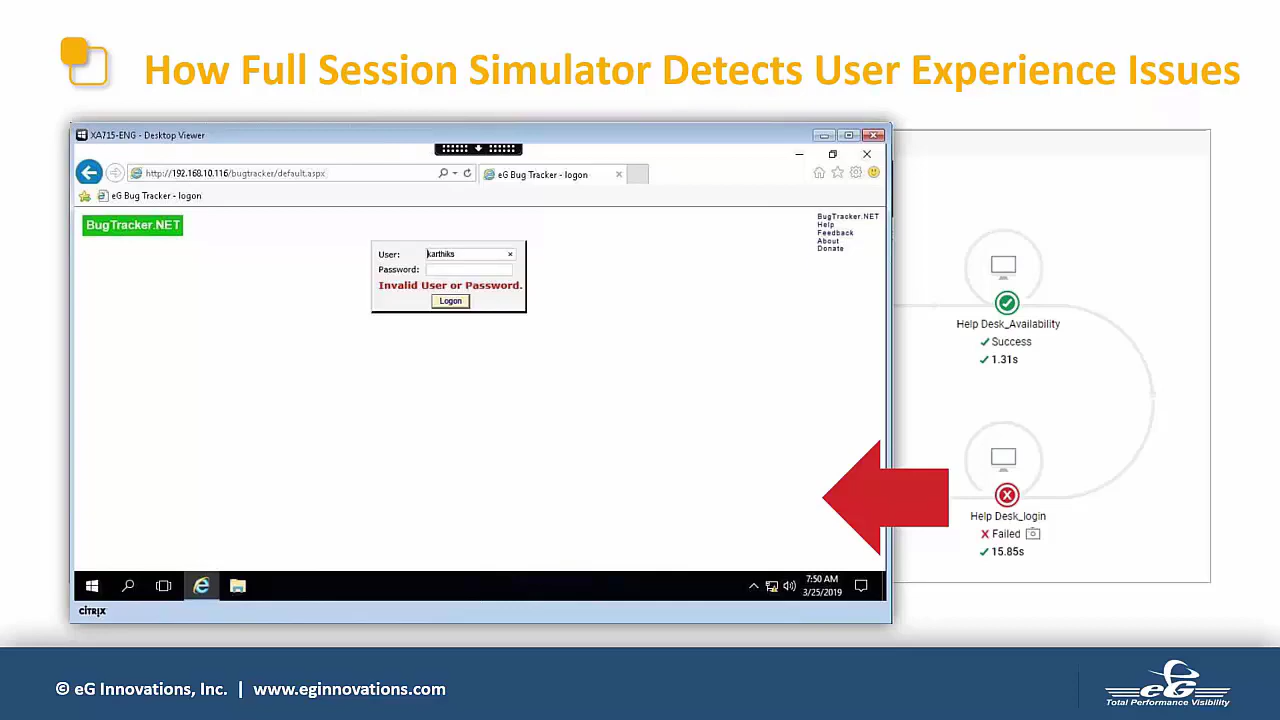 How Full Session Simulator Detects User Experience Issues
XA715-ENG - Desktop Viewer
http://192.168.10.116/bugtracker/default.aspx
eG Bug Tracker - logon
eG Bug Tracker - logon
BugTracker.NET
BugTracker.NET
Help
Feedback
About
Donate
User: karthiks
Password:
Invalid User or Password.
Logon
Help Desk_Availability
Success
1.31s
Help Desk_login
Failed
15.85s
7:50 AM
3/25/2019
CITRIX
© eG Innovations, Inc. | www.eginnovations.com
eG
Total Performance Visibility